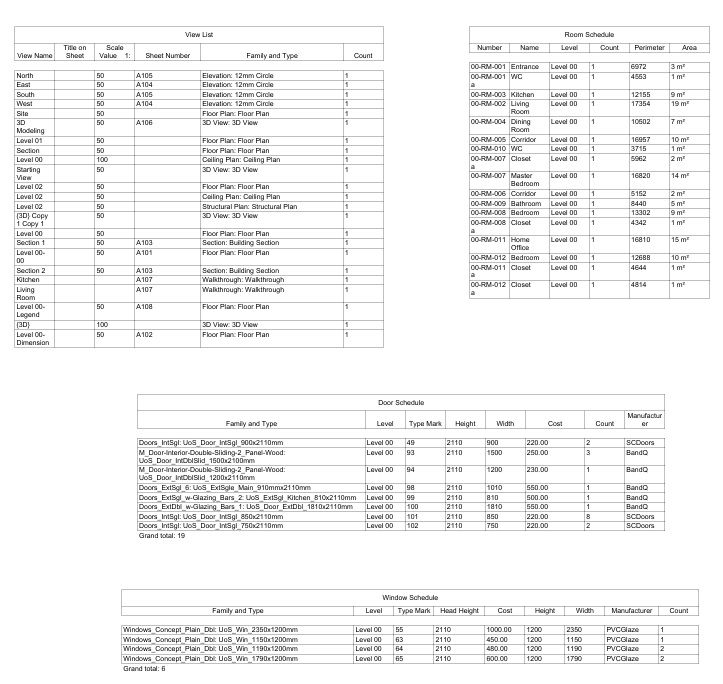 View List
View Name Title on Sheet Scale Value 1: Sheet Number Family and Type Count
North 50 A105 Elevation: 12mm Circle 1
East 50 A104 Elevation: 12mm Circle 1
South 50 A105 Elevation: 12mm Circle 1
West 50 A104 Elevation: 12mm Circle 1
Site 50 Floor Plan: Floor Plan 1
3D Modeling 50 A106 3D View: 3D View 1
Level 01 50 Floor Plan: Floor Plan 1
Section 50 Floor Plan: Floor Plan 1
Level 00 100 Ceiling Plan: Ceiling Plan 1
Starting View 50 3D View: 3D View 1
Level 02 50 Floor Plan: Floor Plan 1
Level 02 50 Ceiling Plan: Ceiling Plan 1
Level 02 50 Structural Plan: Structural Plan 1
{3D} Copy 1 Copy 1 50 3D View: 3D View 1
Level 00 50 Floor Plan: Floor Plan 1
Section 1 50 A103 Section: Building Section 1
Level 00-00 50 A101 Floor Plan: Floor Plan 1
Section 2 50 A103 Section: Building Section 1
Kitchen A107 Walkthrough: Walkthrough 1
Living Room A107 Walkthrough: Walkthrough 1
Level 00-Legend 50 A108 Floor Plan: Floor Plan 1
{3D} 100 3D View: 3D View 1
Level 00-Dimension 50 A102 Floor Plan: Floor Plan 1
Room Schedule
Number Name Level Count Perimeter Area
00-RM-001 Entrance Level 00 1 6972 3 m²
00-RM-001a WC Level 00 1 4553 1 m²
00-RM-003 Kitchen Level 00 1 12155 9 m²
00-RM-002 Living Room Level 00 1 17354 19 m²
00-RM-004 Dining Room Level 00 1 10502 7 m²
00-RM-005 Corridor Level 00 1 16957 10 m²
00-RM-010 WC Level 00 1 3715 1 m²
00-RM-007a Closet Level 00 1 5962 2 m²
00-RM-007 Master Bedroom Level 00 1 16820 14 m²
00-RM-006 Corridor Level 00 1 5152 2 m²
00-RM-009 Bathroom Level 00 1 8440 5 m²
00-RM-008 Bedroom Level 00 1 13302 9 m²
00-RM-008a Closet Level 00 1 4342 1 m²
00-RM-011 Home Office Level 00 1 16810 15 m²
00-RM-012 Bedroom Level 00 1 12688 10 m²
00-RM-011a Closet Level 00 1 4644 1 m²
00-RM-012a Closet Level 00 1 4814 1 m²
Door Schedule
Family and Type Level Type Mark Height Width Cost Count Manufacturer
Doors_IntSgl: UoS_Door_IntSgl_900x2110mm Level 00 49 2110 900 220.00 2 SCDoors
M_Door-Interior-Double-Sliding-2_Panel-Wood: UoS_Door_IntDblSlid_1500x2100mm Level 00 93 2110 1500 250.00 3 BandQ
M_Door-Interior-Double-Sliding-2_Panel-Wood: UoS_Door_IntDblSlid_1200x2110mm Level 00 94 2110 1200 230.00 1 BandQ
Doors_ExtSgl_6: UoS_ExtSgle_Main_910mmx2110mm Level 00 98 2110 1010 550.00 1 BandQ
Doors_ExtSgl_w-Glazing_Bars_2: UoS_ExtSgl_Kitchen_810x2110mm Level 00 99 2110 810 500.00 1 BandQ
Doors_ExtDbl_w-Glazing_Bars_1: UoS_Door_ExtDbl_1810x2110mm Level 00 100 2110 1810 550.00 1 BandQ
Doors_IntSgl: UoS_Door_IntSgl_850x2110mm Level 00 101 2110 850 220.00 8 SCDoors
Doors_IntSgl: UoS_Door_IntSgl_750x2110mm Level 00 102 2110 750 220.00 2 SCDoors
Grand total: 19
Window Schedule
Family and Type Level Type Mark Head Height Cost Height Width Manufacturer Count
Windows_Concept_Plain_Dbl: UoS_Win_2350x1200mm Level 00 55 2110 1000.00 1200 2350 PVCGlaze 1
Windows_Concept_Plain_Dbl: UoS_Win_1150x1200mm Level 00 63 2110 450.00 1200 1150 PVCGlaze 1
Windows_Concept_Plain_Dbl: UoS_Win_1190x1200mm Level 00 64 2110 480.00 1200 1190 PVCGlaze 2
Windows_Concept_Plain_Dbl: UoS_Win_1790x1200mm Level 00 65 2110 600.00 1200 1790 PVCGlaze 2
Grand total: 6